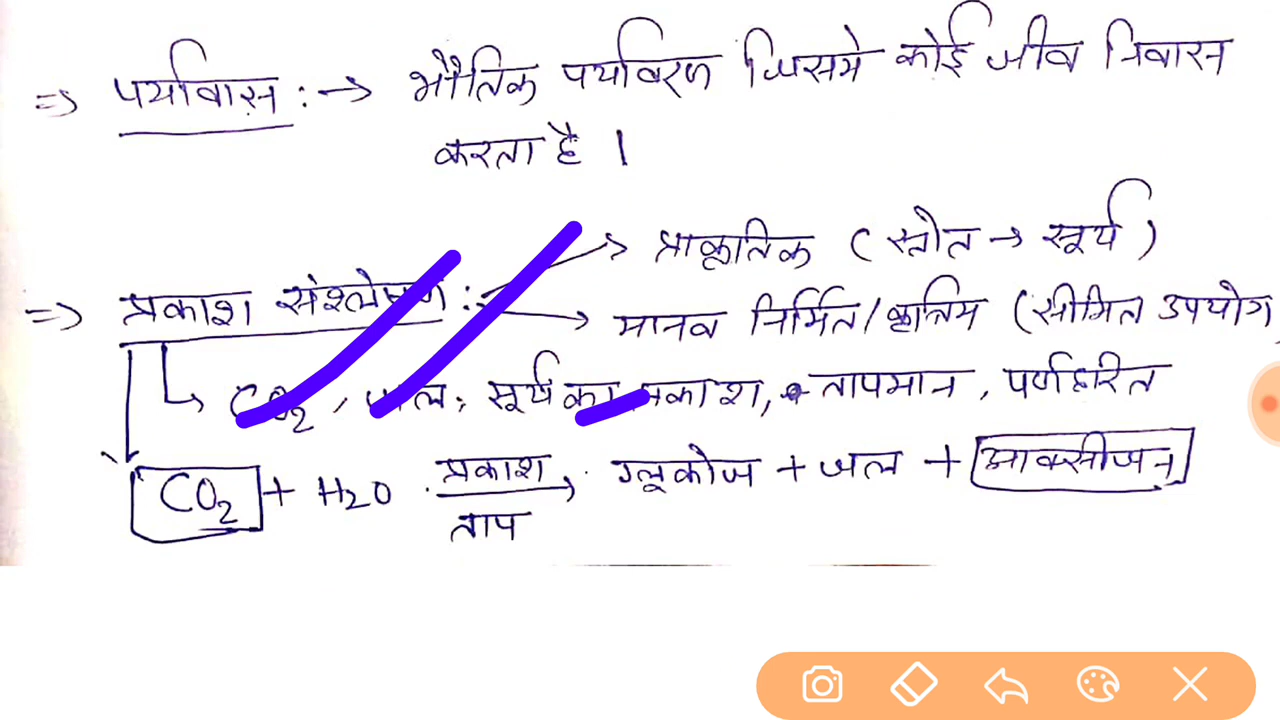 => पर्यावास :→ भौतिक पर्यावरण जिसमे कोई जीव निवास
करता है ।
→ प्राकृतिक ( स्त्रोत → सूर्य )
=> प्रकाश संश्लेषण : → मानव निर्मित/कृत्रिम (सीमित उपयोग
CO2, जल, सूर्य का प्रकाश, तापमान, पर्णहरित
CO2 + H2O प्रकाश ताप → ग्लूकोज + जल + आक्सीजन